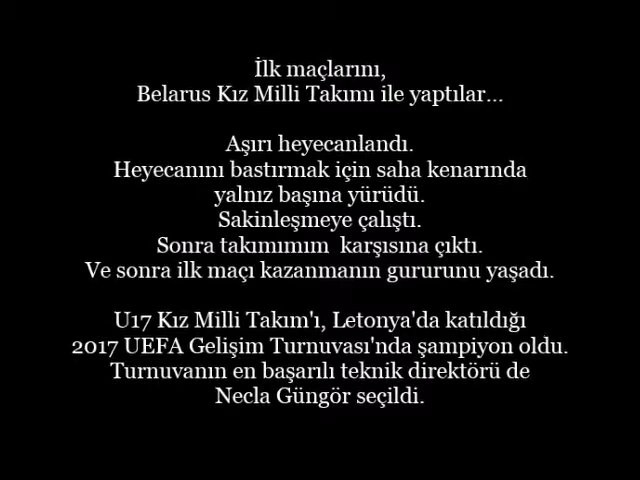 İlk maçlarını,
Belarus Kız Milli Takımı ile yaptılar...
Aşırı heyecanlandı.
Heyecanını bastırmak için saha kenarında
yalnız başına yürüdü.
Sakinleşmeye çalıştı.
Sonra takımımım karşısına çıktı.
Ve sonra ilk maçı kazanmanın gururunu yaşadı.
U17 Kız Milli Takım'ı, Letonya'da katıldığı
2017 UEFA Gelişim Turnuvası'nda şampiyon oldu.
Turnuvanın en başarılı teknik direktörü de
Necla Güngör seçildi.